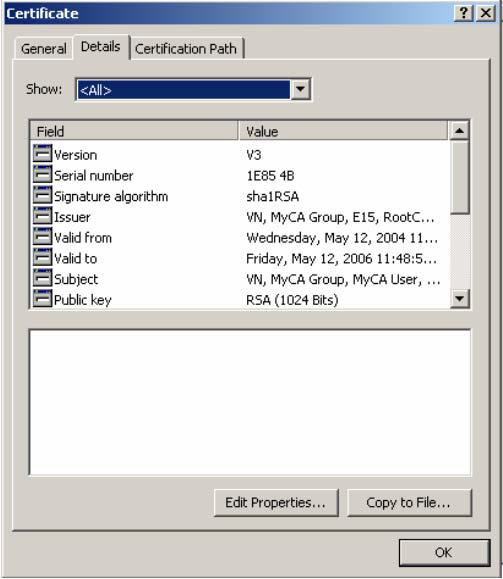 Certificate
General Details Certification Path
Show: <All>
Field Value
Version V3
Serial number 1E85 4B
Signature algorithm sha1RSA
Issuer VN, MyCA Group, E15, RootC...
Valid from Wednesday, May 12, 2004 11...
Valid to Friday, May 12, 2006 11:48:5...
Subject VN, MyCA Group, MyCA User, ...
Public key RSA (1024 Bits)
Edit Properties... Copy to File...
OK